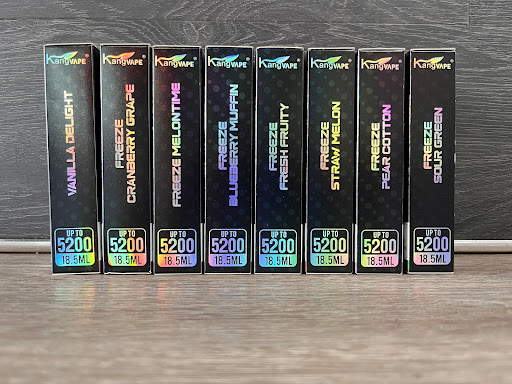 KangVAPE®
VANILLA DELIGHT
UP TO
5200
18.5ML
KangVAPE®
FREEZE
CRANBERRY GRAPE
UP TO
5200
18.5ML
KangVAPE®
FREEZE MELONTIME
UP TO
5200
18.5ML
KangVAPE®
FREEZE
BLUEBERRY MUFFIN
UP TO
5200
18.5ML
KangVAPE®
FREEZE
FRESH FRUITY
UP TO
5200
18.5ML
KangVAPE®
FREEZE
STRAW MELON
UP TO
5200
18.5ML
KangVAPE®
FREEZE
PEAR COTTON
UP TO
5200
18.5ML
KangVAPE®
FREEZE
SOUR GREEN
UP TO
5200
18.5ML